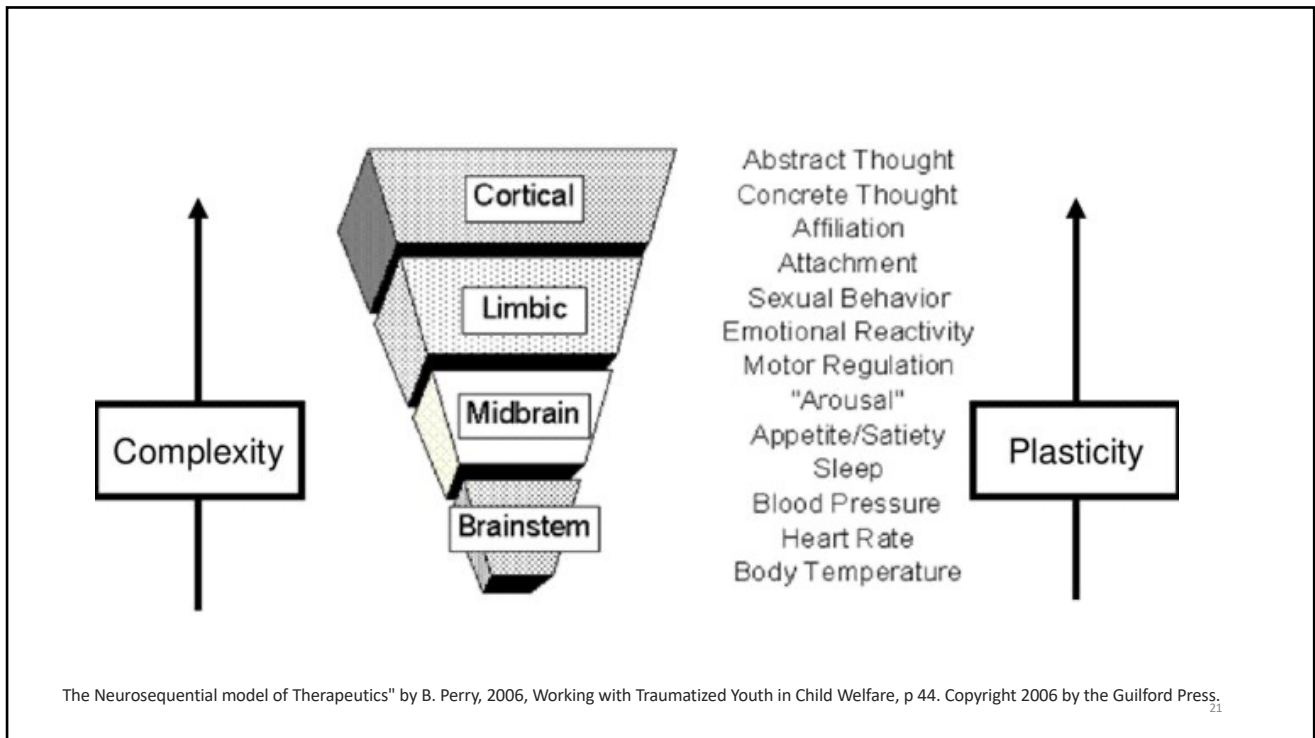 Complexity
Cortical
Limbic
Midbrain
Brainstem
Abstract Thought
Concrete Thought
Affiliation
Attachment
Sexual Behavior
Emotional Reactivity
Motor Regulation
"Arousal"
Appetite/Satiety
Sleep
Blood Pressure
Heart Rate
Body Temperature
Plasticity
The Neurosequential model of Therapeutics" by B. Perry, 2006, Working with Traumatized Youth in Child Welfare, p 44. Copyright 2006 by the Guilford Press.
21